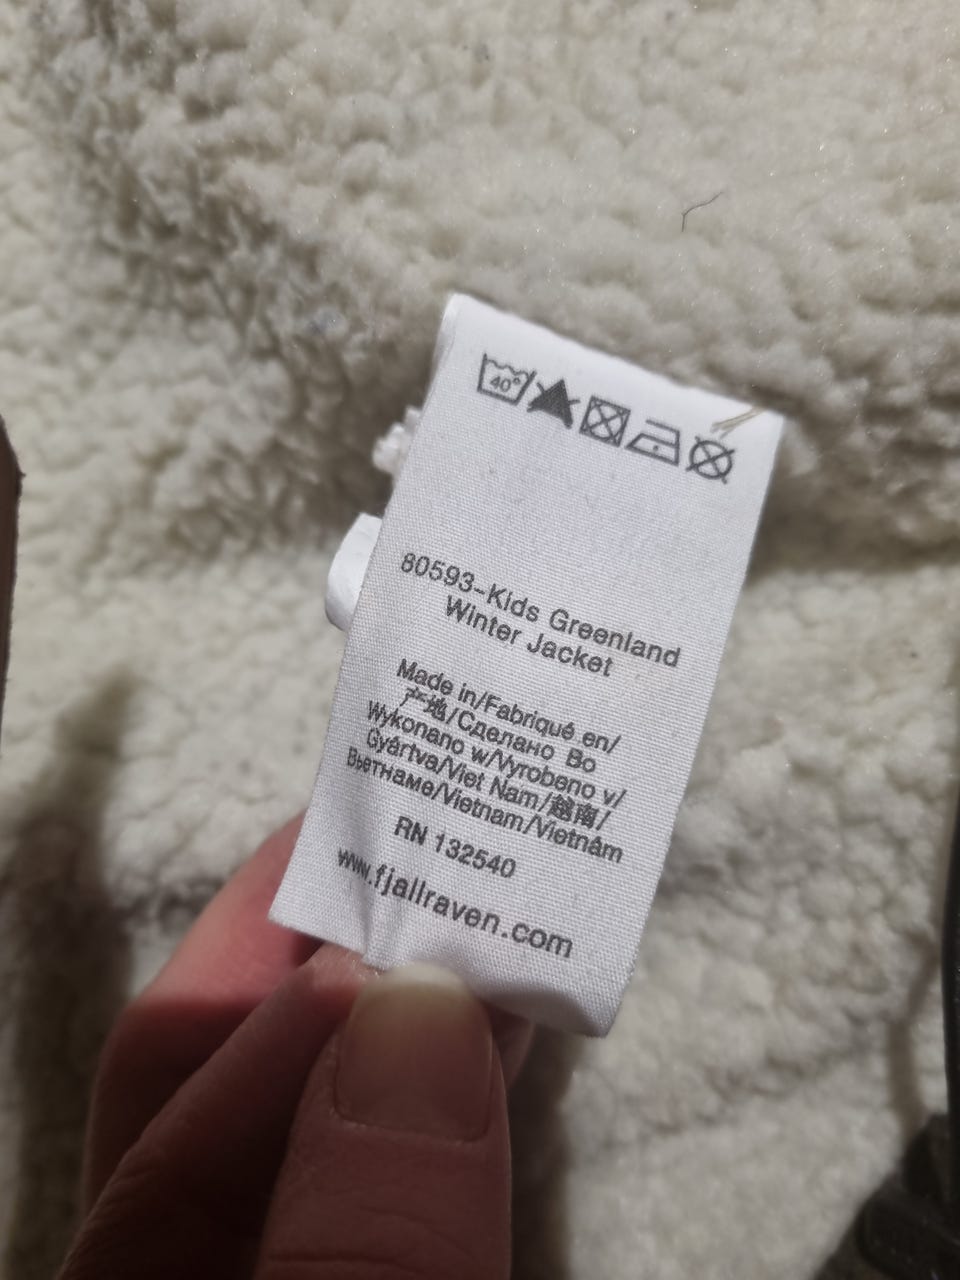 40°
80593-Kids Greenland
Winter Jacket
Made in/Fabriqué en/
产地/Сделано Во
Wykonano w/Vyrobeno v/
Gyártva/Viet Nam/越南/
Вьетнаме/Vietnam/Vietnám
RN 132540
www.fjallraven.com